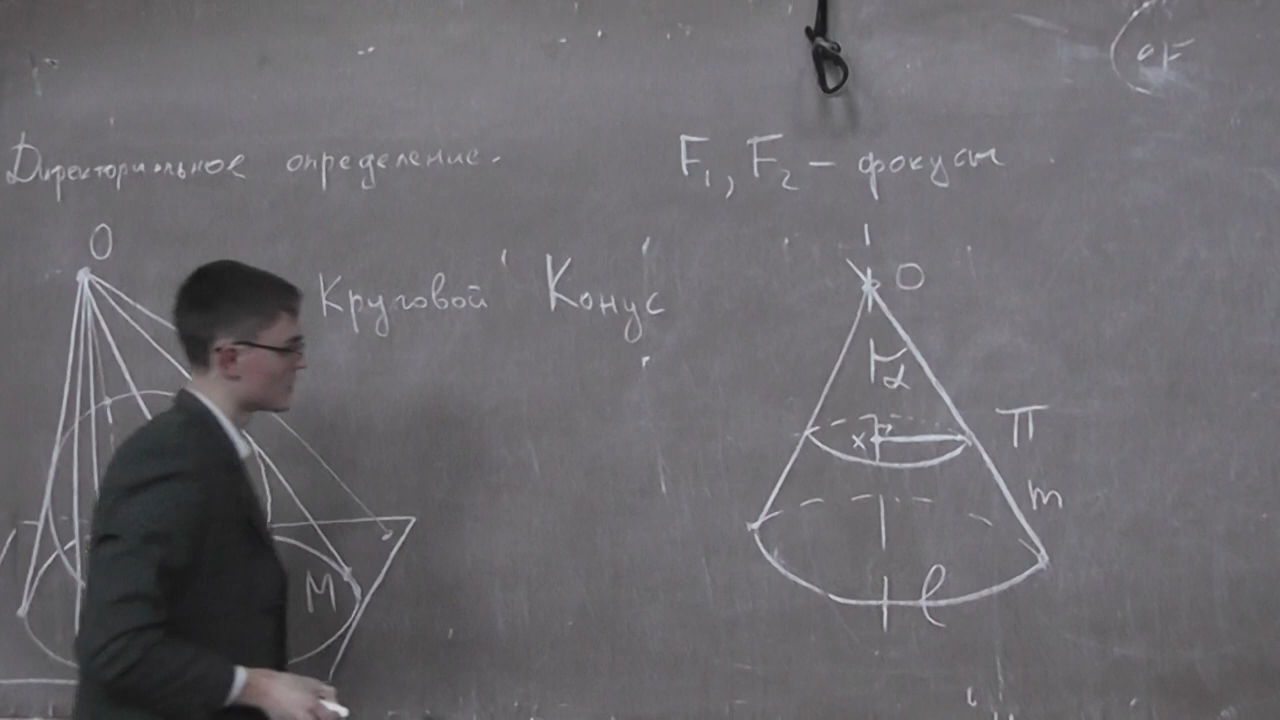 F
Директориальное определение.
F₁, F₂ – фокусы
O
Круговой Конус
O
α
x
П
m
M
l